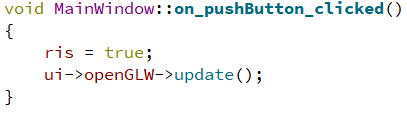 void MainWindow::on_pushButton_clicked()
{
    ris = true;
    ui->openGLW->update();
}